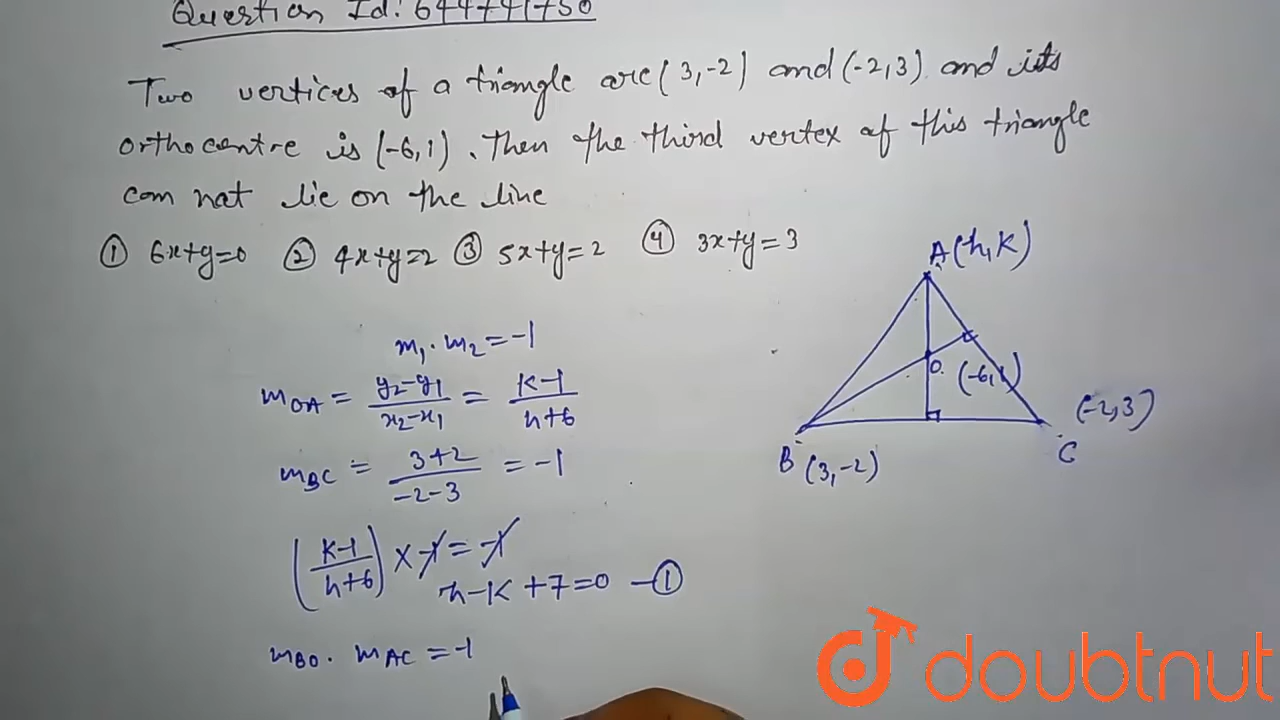 Question Id: 644741750
Two vertices of a triangle are (3,-2) and (-2,3) and its
orthocentre is (-6,1). Then the third vertex of this triangle
can not lie on the line
① 6x+y=0 ② 4x+y=2 ③ 5x+y=2 ④ 3x+y=3
A(h,K)
m₁.m₂=-1
mOA = y₂-y₁/x₂-x₁ = K-1/h+6
O (-6,1)
(-2,3)
mBC = 3+2/-2-3 = -1
B (3,-2)
C
(K-1/h+6) × -1 = -1
h-K+7=0 -①
mBO. mAC = -1
doubtnut